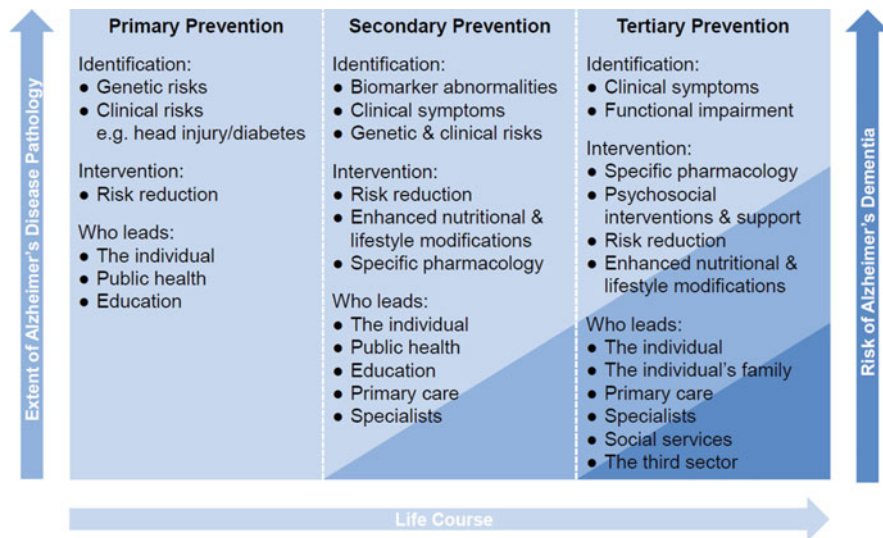 Extent of Alzheimer's Disease Pathology
Primary Prevention
Identification:
● Genetic risks
● Clinical risks
e.g. head injury/diabetes
Intervention:
● Risk reduction
Who leads:
● The individual
● Public health
● Education
Secondary Prevention
Identification:
● Biomarker abnormalities
● Clinical symptoms
● Genetic & clinical risks
Intervention:
● Risk reduction
● Enhanced nutritional &
lifestyle modifications
● Specific pharmacology
Who leads:
● The individual
● Public health
● Education
● Primary care
● Specialists
Tertiary Prevention
Identification:
● Clinical symptoms
● Functional impairment
Intervention:
● Specific pharmacology
● Psychosocial
interventions & support
● Risk reduction
● Enhanced nutritional &
lifestyle modifications
Who leads:
● The individual
● The individual's family
● Primary care
● Specialists
● Social services
● The third sector
Risk of Alzheimer's Dementia
Life Course